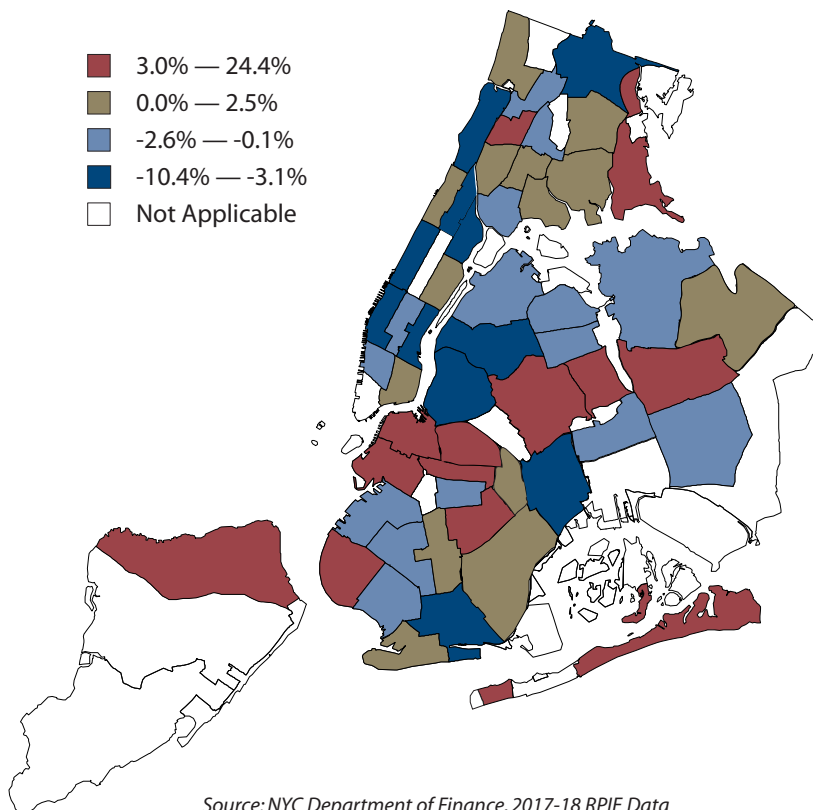 3.0% — 24.4%
0.0% — 2.5%
-2.6% — -0.1%
-10.4% — -3.1%
Not Applicable
Source: NYC Department of Finance, 2017-18 RPIE Data